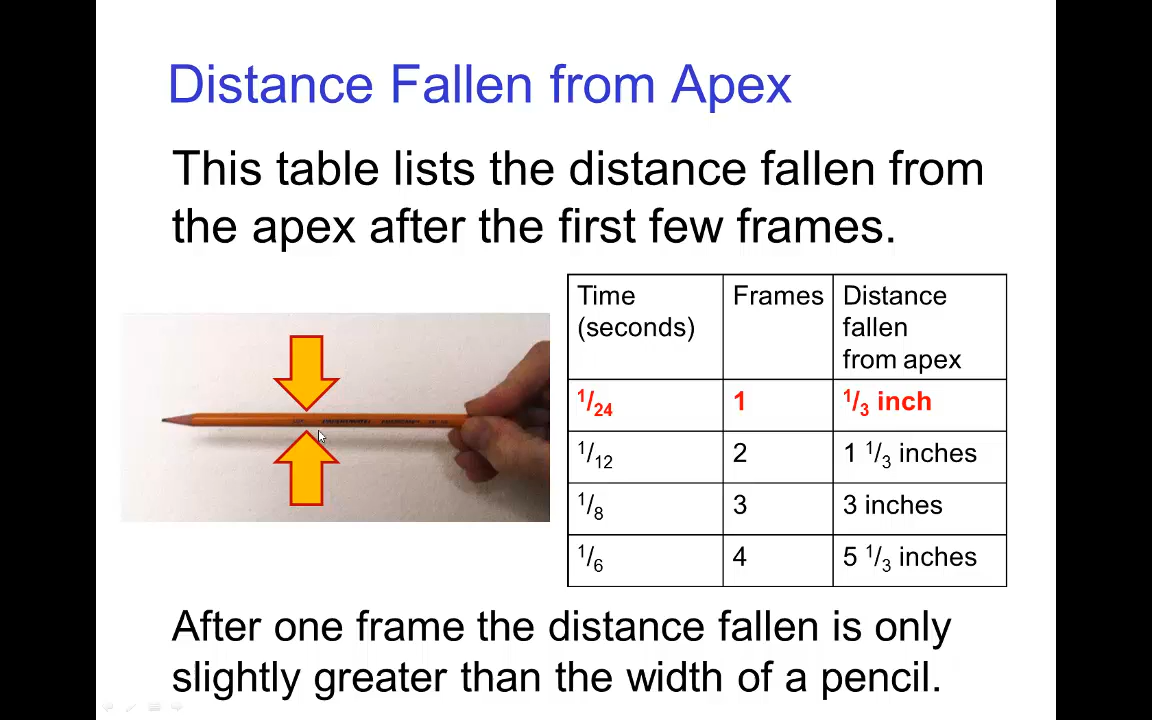 Distance Fallen from Apex
This table lists the distance fallen from
the apex after the first few frames.
Time (seconds) Frames Distance fallen from apex
1/24 1 1/3 inch
1/12 2 1 1/3 inches
1/8 3 3 inches
1/6 4 5 1/3 inches
After one frame the distance fallen is only
slightly greater than the width of a pencil.